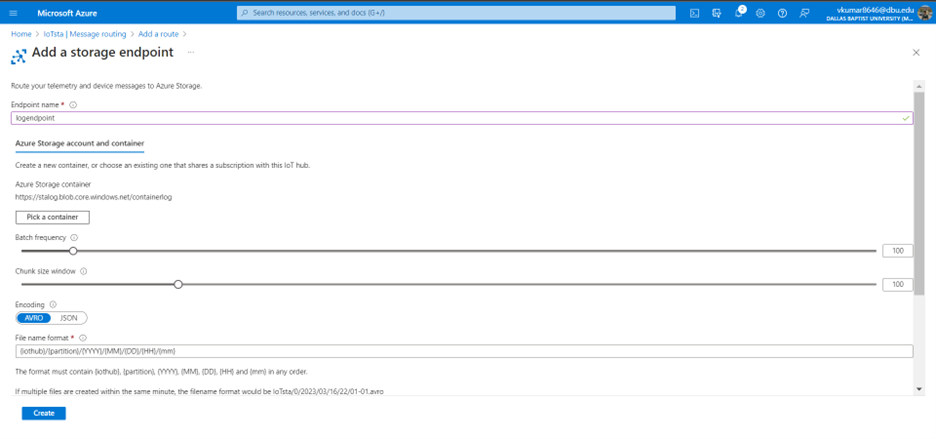 Microsoft Azure
Search resources, services, and docs (G+/)
2
vkumar8646@dbu.edu
DALLAS BAPTIST UNIVERSITY (M...
Home > IoTsta | Message routing > Add a route >
Add a storage endpoint ...
Route your telemetry and device messages to Azure Storage.
Endpoint name *
logendpoint
Azure Storage account and container
Create a new container, or choose an existing one that shares a subscription with this IoT hub.
Azure Storage container
https://stalog.blob.core.windows.net/containerlog
Pick a container
Batch frequency
100
Chunk size window
100
Encoding
AVRO JSON
File name format *
{iothub}/{partition}/{YYYY}/{MM}/{DD}/{HH}/{mm}
The format must contain {iothub}, {partition}, {YYYY}, {MM}, {DD}, {HH} and {mm} in any order.
If multiple files are created within the same minute, the filename format would be IoTsta/0/2023/03/16/22/01-01.avro
Create